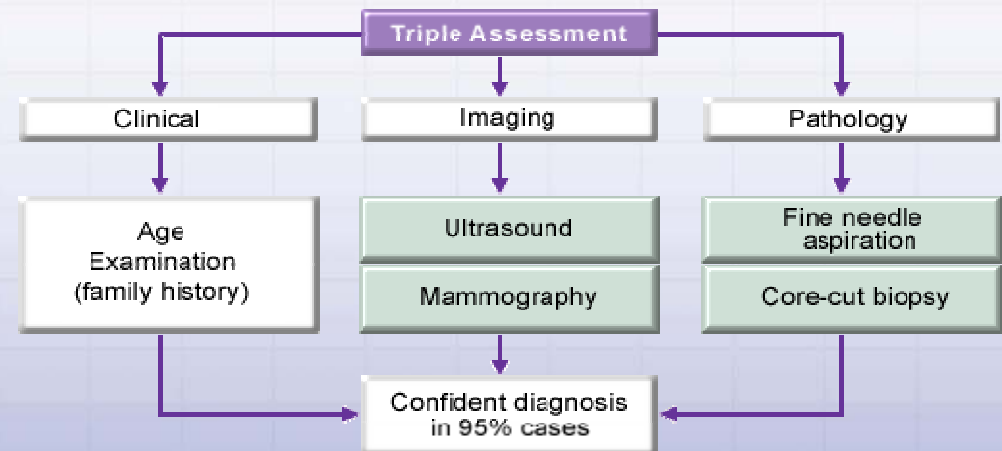 Triple Assessment
Clinical
Imaging
Pathology
Age
Examination
(family history)
Ultrasound
Mammography
Fine needle
aspiration
Core-cut biopsy
Confident diagnosis
in 95% cases